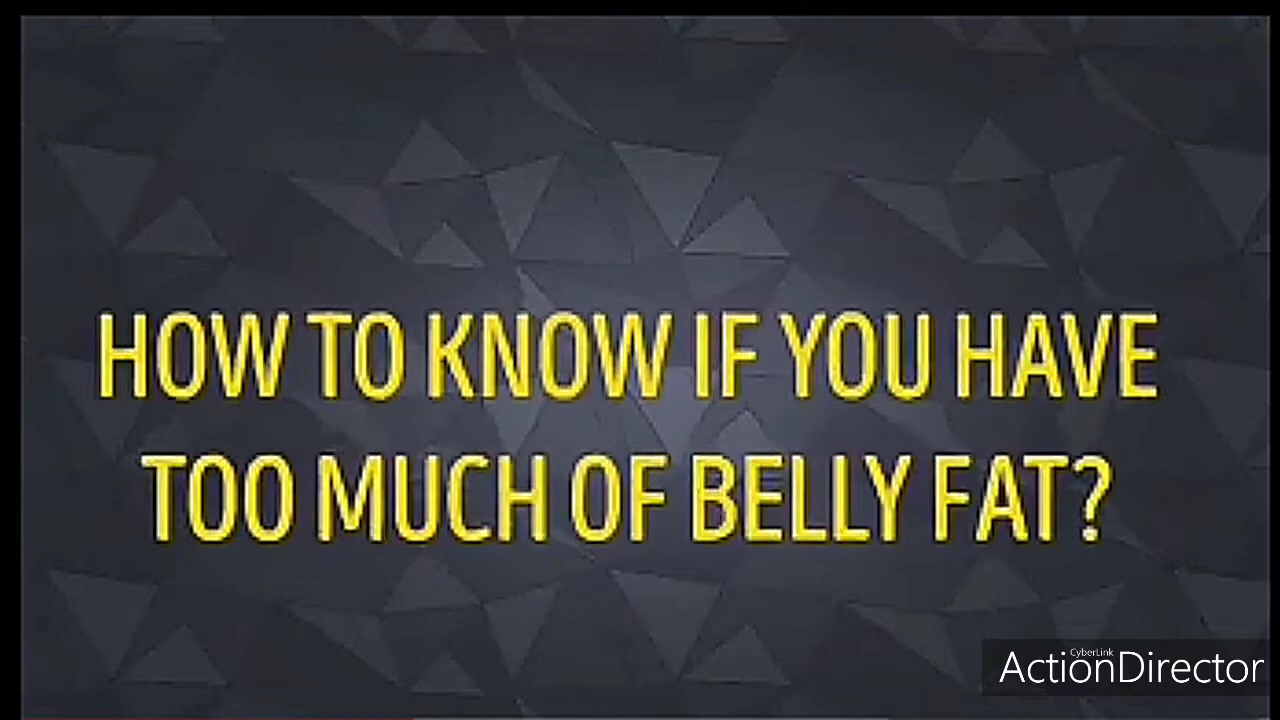 HOW TO KNOW IF YOU HAVE
TOO MUCH OF BELLY FAT?
CyberLink
ActionDirector